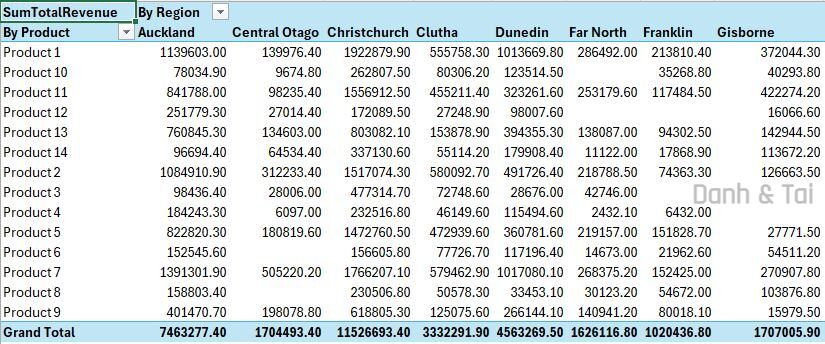 SumTotalRevenue By Region
By Product Auckland Central Otago Christchurch Clutha Dunedin Far North Franklin Gisborne
Product 1 1139603.00 139976.40 1922879.90 555758.30 1013669.80 286492.00 213810.40 372044.30
Product 10 78034.90 9674.80 262807.50 80306.20 123514.50 35268.80 40293.80
Product 11 841788.00 98235.40 1556912.50 455211.40 323261.60 253179.60 117484.50 422274.20
Product 12 251779.30 27014.40 172089.50 27248.90 98007.60 16066.60
Product 13 760845.30 134603.00 803082.10 153878.90 394355.30 138087.00 94302.50 142944.50
Product 14 96694.40 64534.40 337130.60 55114.20 179908.40 11122.00 17868.90 113672.20
Product 2 1084910.90 312233.40 1517074.30 580092.70 491726.40 218788.50 74363.30 126663.50
Product 3 98436.40 28006.00 477314.70 72748.60 28676.00 42746.00
Danh & Tai
Product 4 184243.30 6097.00 232516.80 46149.60 115494.60 2432.10 6432.00
Product 5 822820.30 180819.60 1472760.50 472939.60 360781.60 219157.00 151828.70 27771.50
Product 6 152545.60 156605.80 77726.70 117196.40 14673.00 21962.60 54511.20
Product 7 1391301.90 505220.20 1766207.10 579462.90 1017080.10 268375.20 152425.00 270907.80
Product 8 158803.40 230506.80 50578.30 33453.10 30123.20 54672.00 103876.80
Product 9 401470.70 198078.80 618805.30 125075.60 266144.10 140941.20 80018.10 15979.50
Grand Total 7463277.40 1704493.40 11526693.40 3332291.90 4563269.50 1626116.80 1020436.80 1707005.90